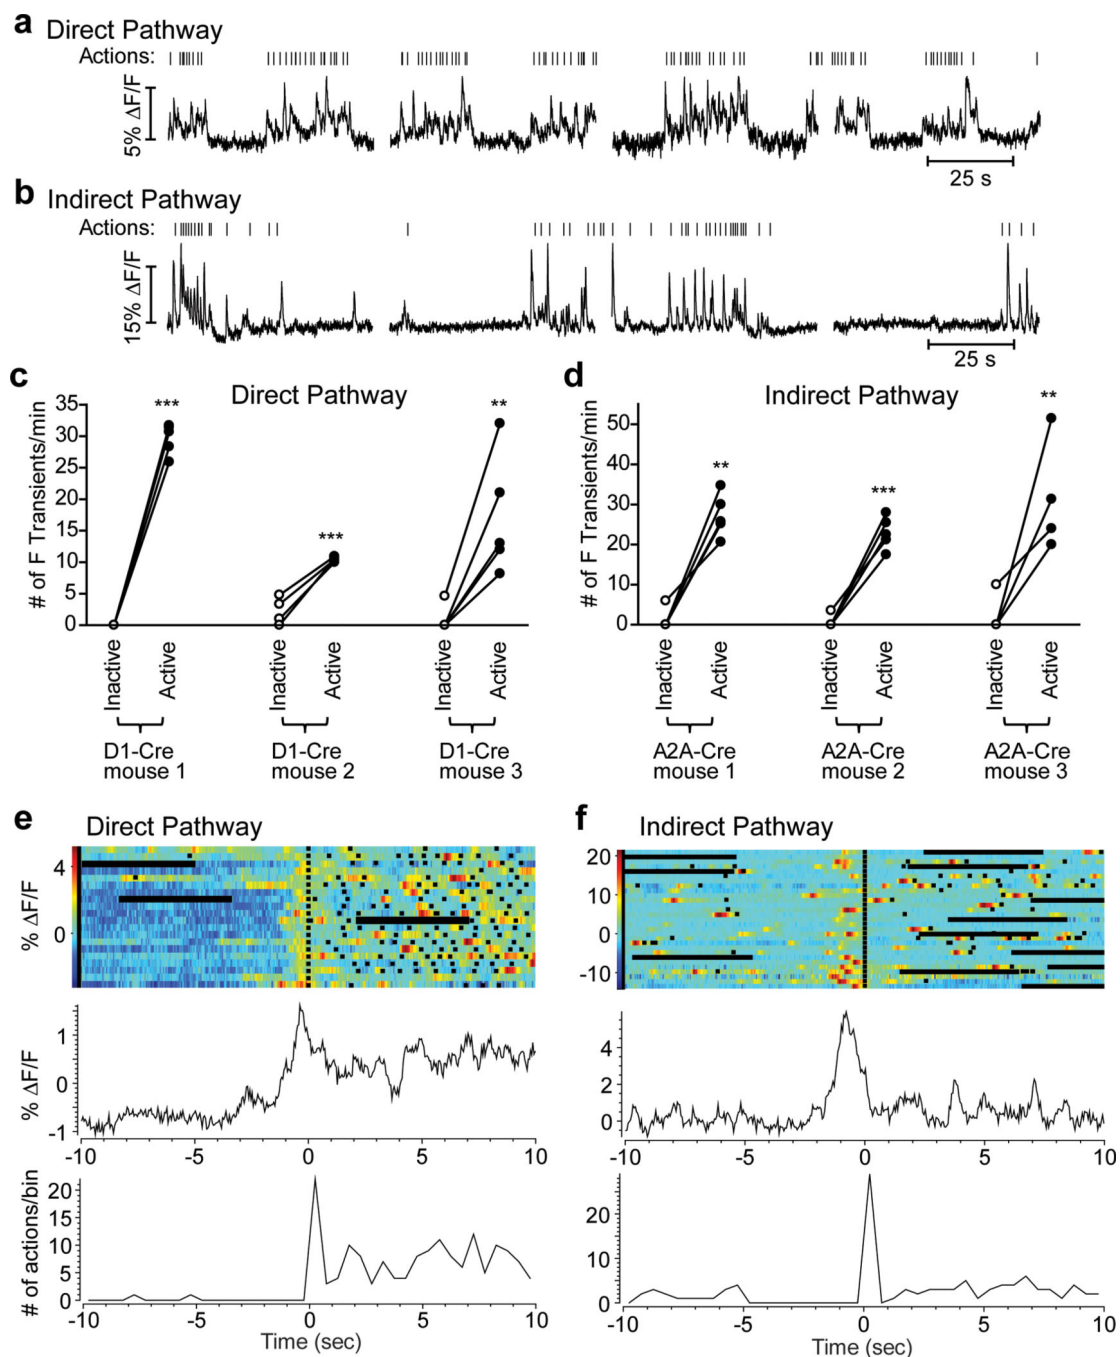 a Direct Pathway
Actions:
5% ΔF/F
25 s
b Indirect Pathway
Actions:
15% ΔF/F
25 s
c Direct Pathway
# of F Transients/min
35
30
25
20
15
10
5
0
*** *** **
Inactive Active Inactive Active Inactive Active
D1-Cre D1-Cre D1-Cre
mouse 1 mouse 2 mouse 3
d Indirect Pathway
# of F Transients/min
50
40
30
20
10
0
** *** **
Inactive Active Inactive Active Inactive Active
A2A-Cre A2A-Cre A2A-Cre
mouse 1 mouse 2 mouse 3
e Direct Pathway
% ΔF/F
4
0
% ΔF/F
1
0
-1
-10 -5 0 5 10
# of actions/bin
20
15
10
5
0
-10 -5 0 5 10
Time (sec)
f Indirect Pathway
20
10
0
-10
4
2
0
-10 -5 0 5 10
20
10
0
-10 -5 0 5 10
Time (sec)